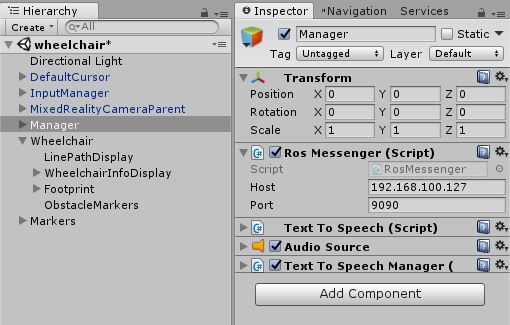 Hierarchy
Create
All
wheelchair*
Directional Light
DefaultCursor
InputManager
MixedRealityCameraParent
Manager
Wheelchair
LinePathDisplay
WheelchairInfoDisplay
Footprint
ObstacleMarkers
Markers
Inspector Navigation Services
Manager Static
Tag Untagged Layer Default
Transform
Position X 0 Y 0 Z 0
Rotation X 0 Y 0 Z 0
Scale X 1 Y 1 Z 1
Ros Messenger (Script)
Script RosMessenger
Host 192.168.100.127
Port 9090
Text To Speech (Script)
Audio Source
Text To Speech Manager (
Add Component